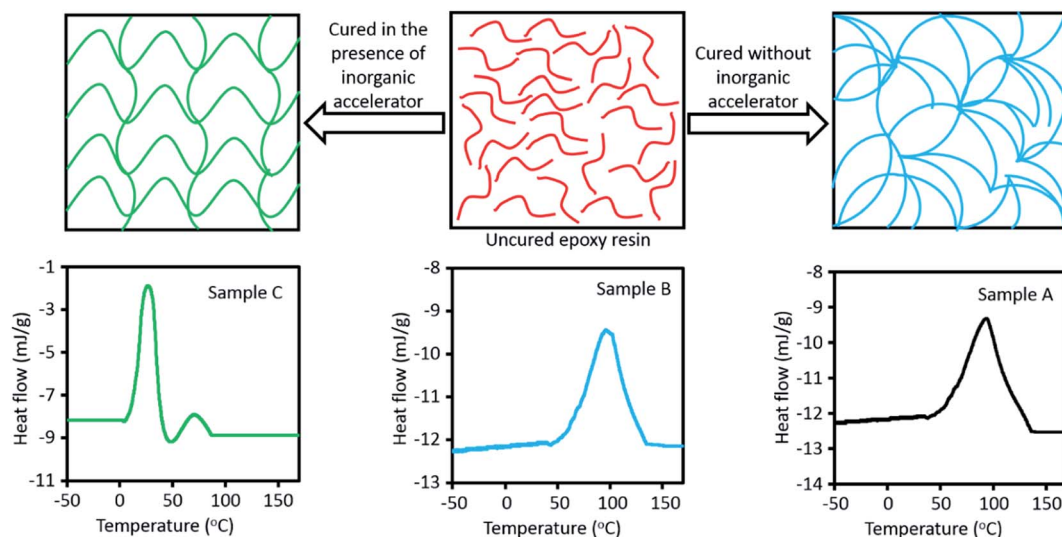 Cured in the
presence of
inorganic
accelerator
Cured without
inorganic
accelerator
Uncured epoxy resin
Sample C
Heat flow (mJ/g)
-1
-3
-5
-7
-9
-11
-50 0 50 100 150
Temperature (°C)
Sample B
Heat flow (mJ/g)
-8
-9
-10
-11
-12
-13
-50 0 50 100 150
Temperature (°C)
Sample A
Heat flow (mJ/g)
-8
-9
-10
-11
-12
-13
-14
-50 0 50 100 150
Temperature (°C)